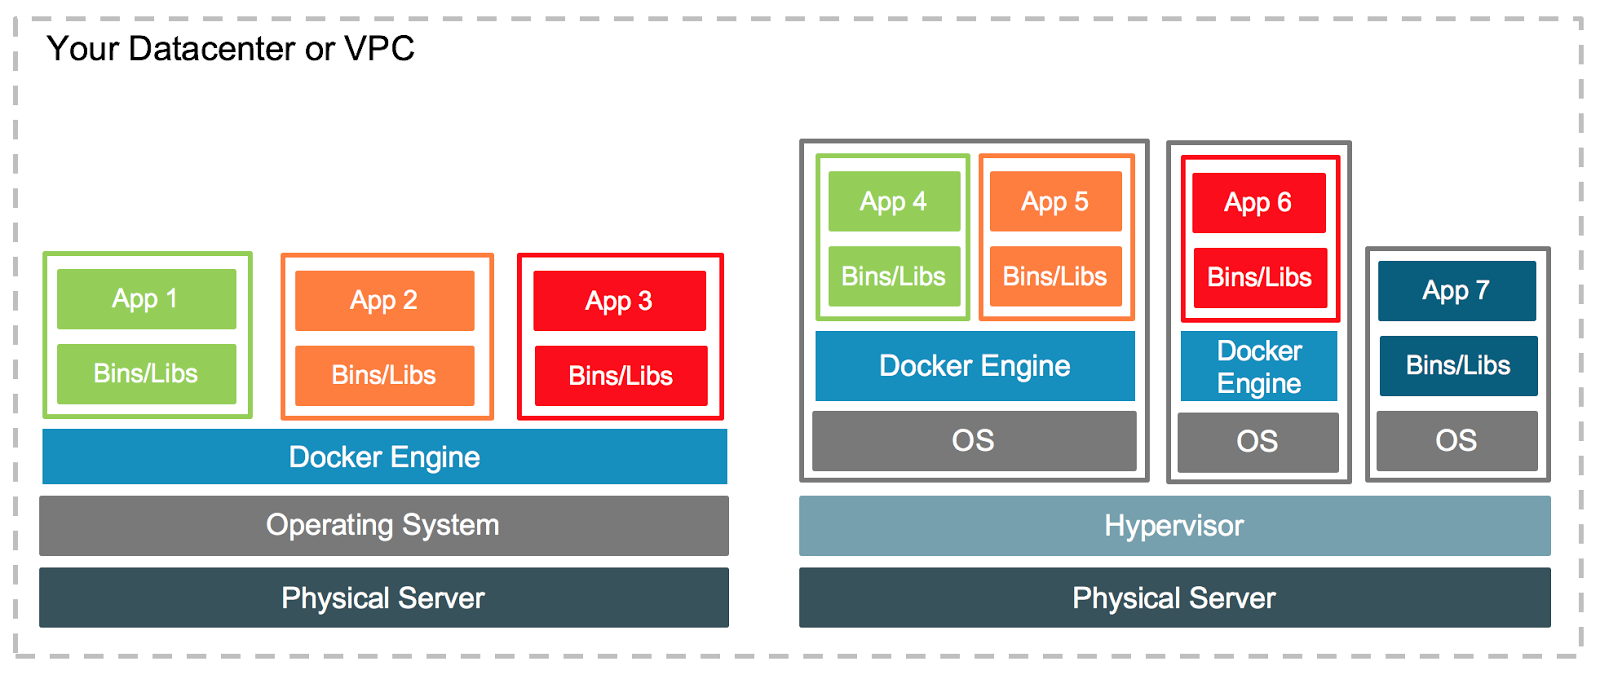 Your Datacenter or VPC
App 1
Bins/Libs
App 2
Bins/Libs
App 3
Bins/Libs
Docker Engine
Operating System
Physical Server
App 4
Bins/Libs
App 5
Bins/Libs
Docker Engine
OS
App 6
Bins/Libs
Docker
Engine
OS
App 7
Bins/Libs
OS
Hypervisor
Physical Server